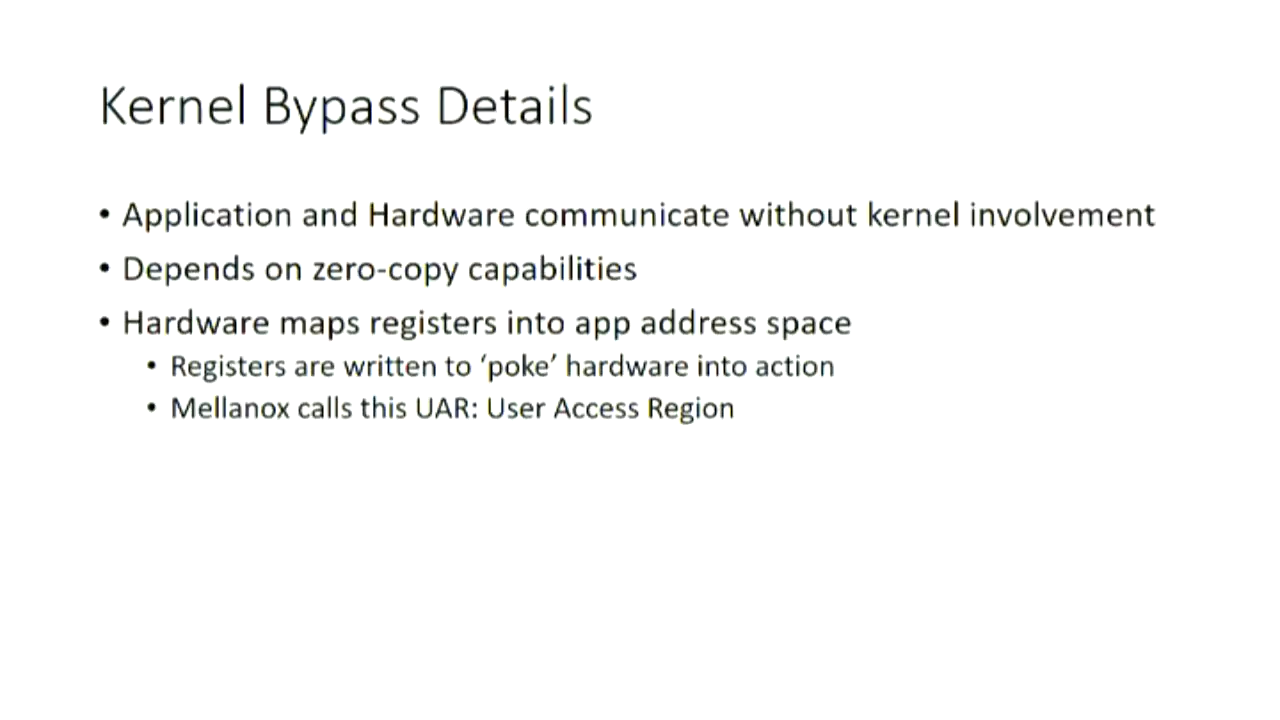 Kernel Bypass Details
• Application and Hardware communicate without kernel involvement
• Depends on zero-copy capabilities
• Hardware maps registers into app address space
• Registers are written to ‘poke’ hardware into action
• Mellanox calls this UAR: User Access Region